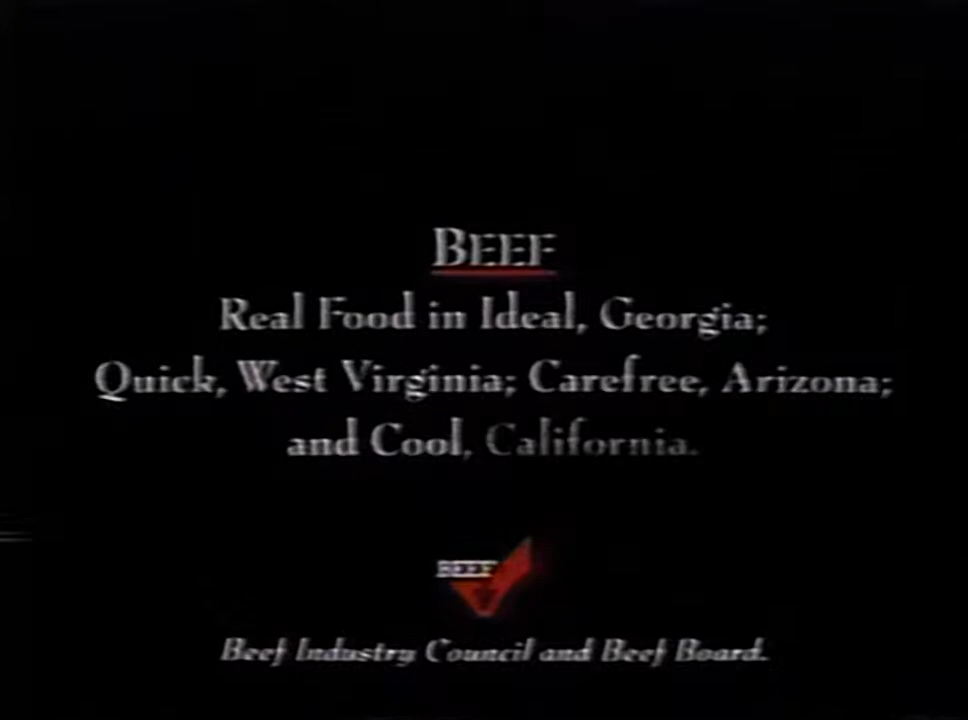 BEEF
Real Food in Ideal, Georgia;
Quick, West Virginia; Carefree, Arizona;
and Cool, California.
BEEF
Beef Industry Council and Beef Board.